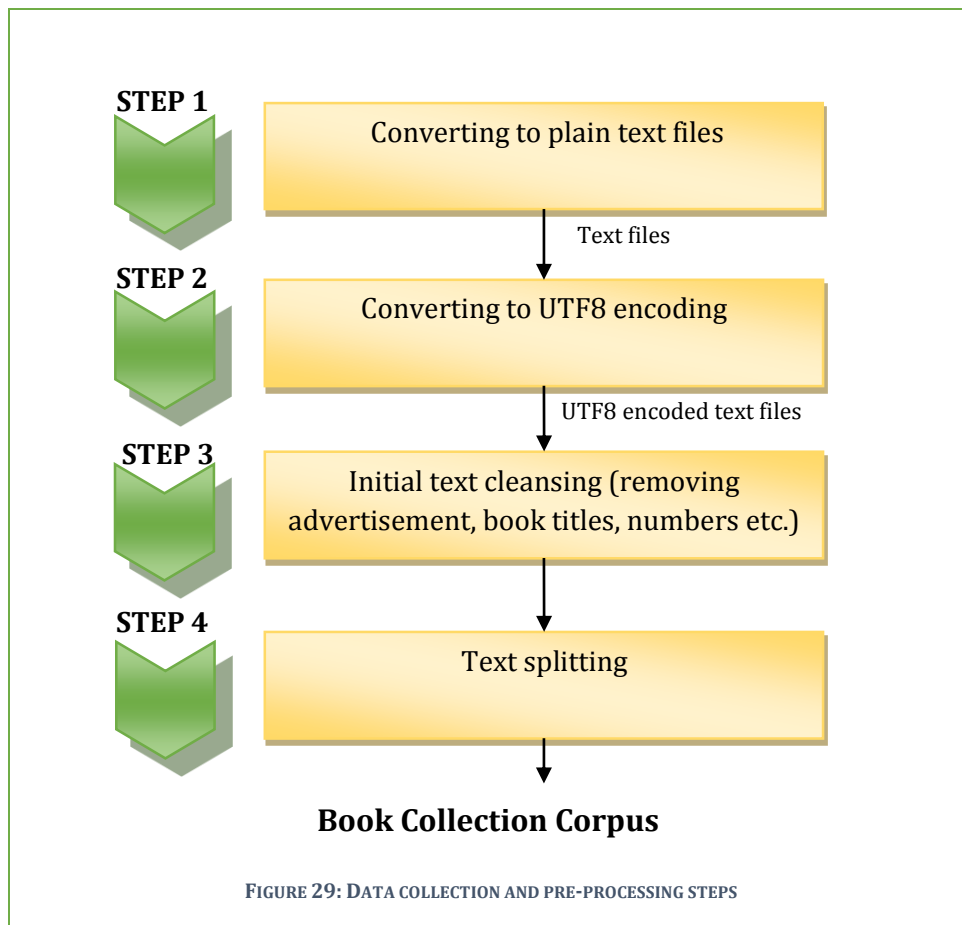 STEP 1
Converting to plain text files
Text files
STEP 2
Converting to UTF8 encoding
UTF8 encoded text files
STEP 3
Initial text cleansing (removing
advertisement, book titles, numbers etc.)
STEP 4
Text splitting
Book Collection Corpus
FIGURE 29: DATA COLLECTION AND PRE-PROCESSING STEPS